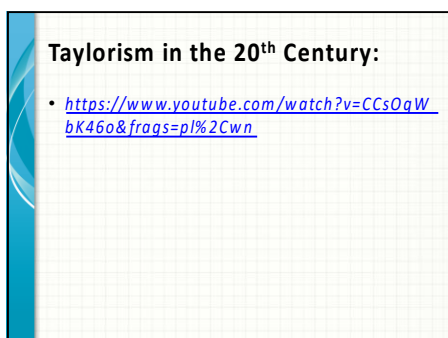 Taylorism in the 20th Century:
• https://www.youtube.com/watch?v=CCsOqW
bK46o&frags=pl%2Cwn